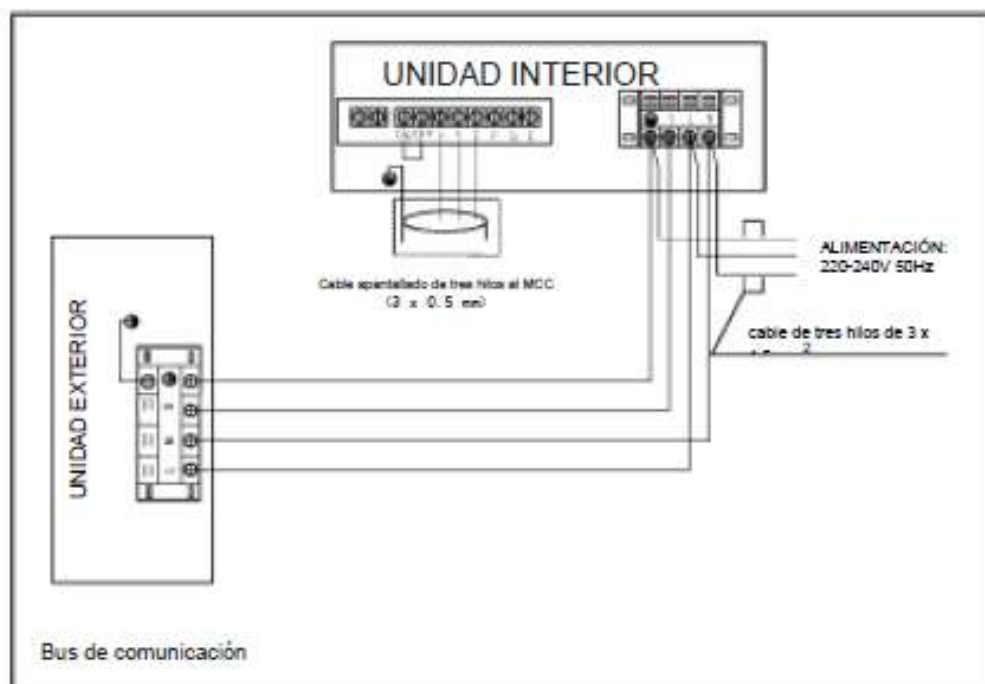 UNIDAD INTERIOR
Cable apantallado de tres hilos al MCC
(3 x 0.5 mm)
ALIMENTACIÓN:
220-240V 50Hz
cable de tres hilos de 3 x
2
UNIDAD EXTERIOR
Bus de comunicación